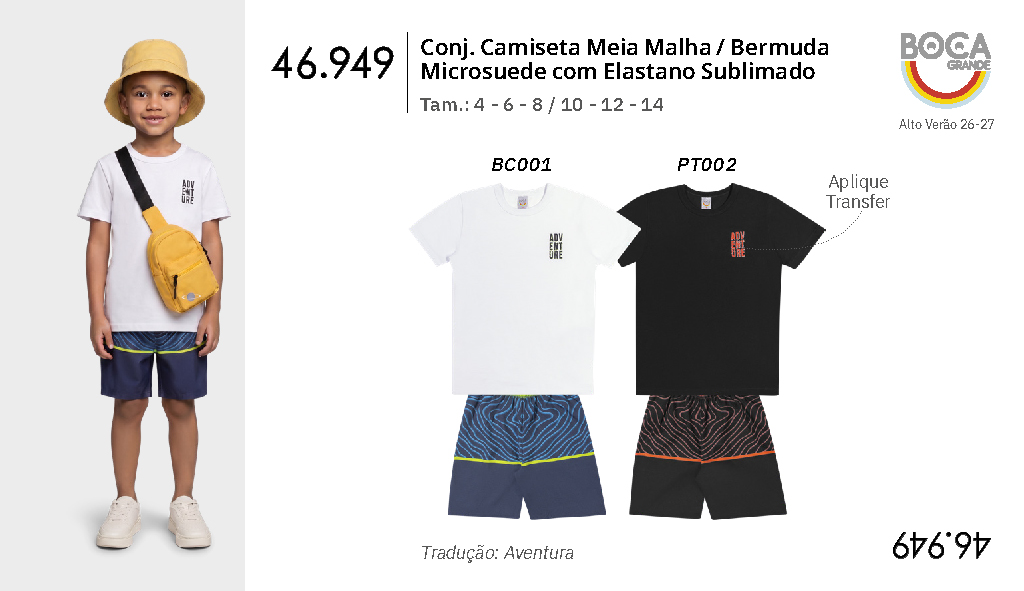 46.949
Conj. Camiseta Meia Malha / Bermuda
Microsuede com Elastano Sublimado
Tam.: 4 - 6 - 8 / 10 - 12 - 14
BOCA
GRANDE
Alto Verão 26-27
BC001
PT002
Aplique
Transfer
ADV
ENT
URE
ADV
ENT
URE
ADV
ENT
URE
Tradução: Aventura
46.949